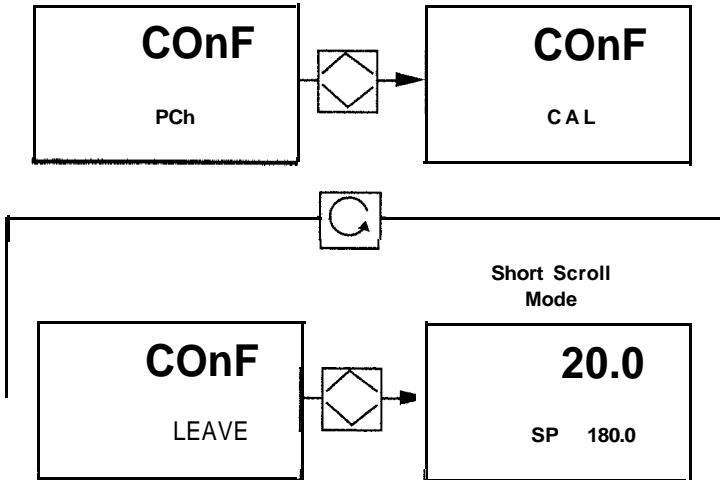 COnF
PCh
COnF
CAL
Short Scroll
Mode
COnF
LEAVE
20.0
SP 180.0